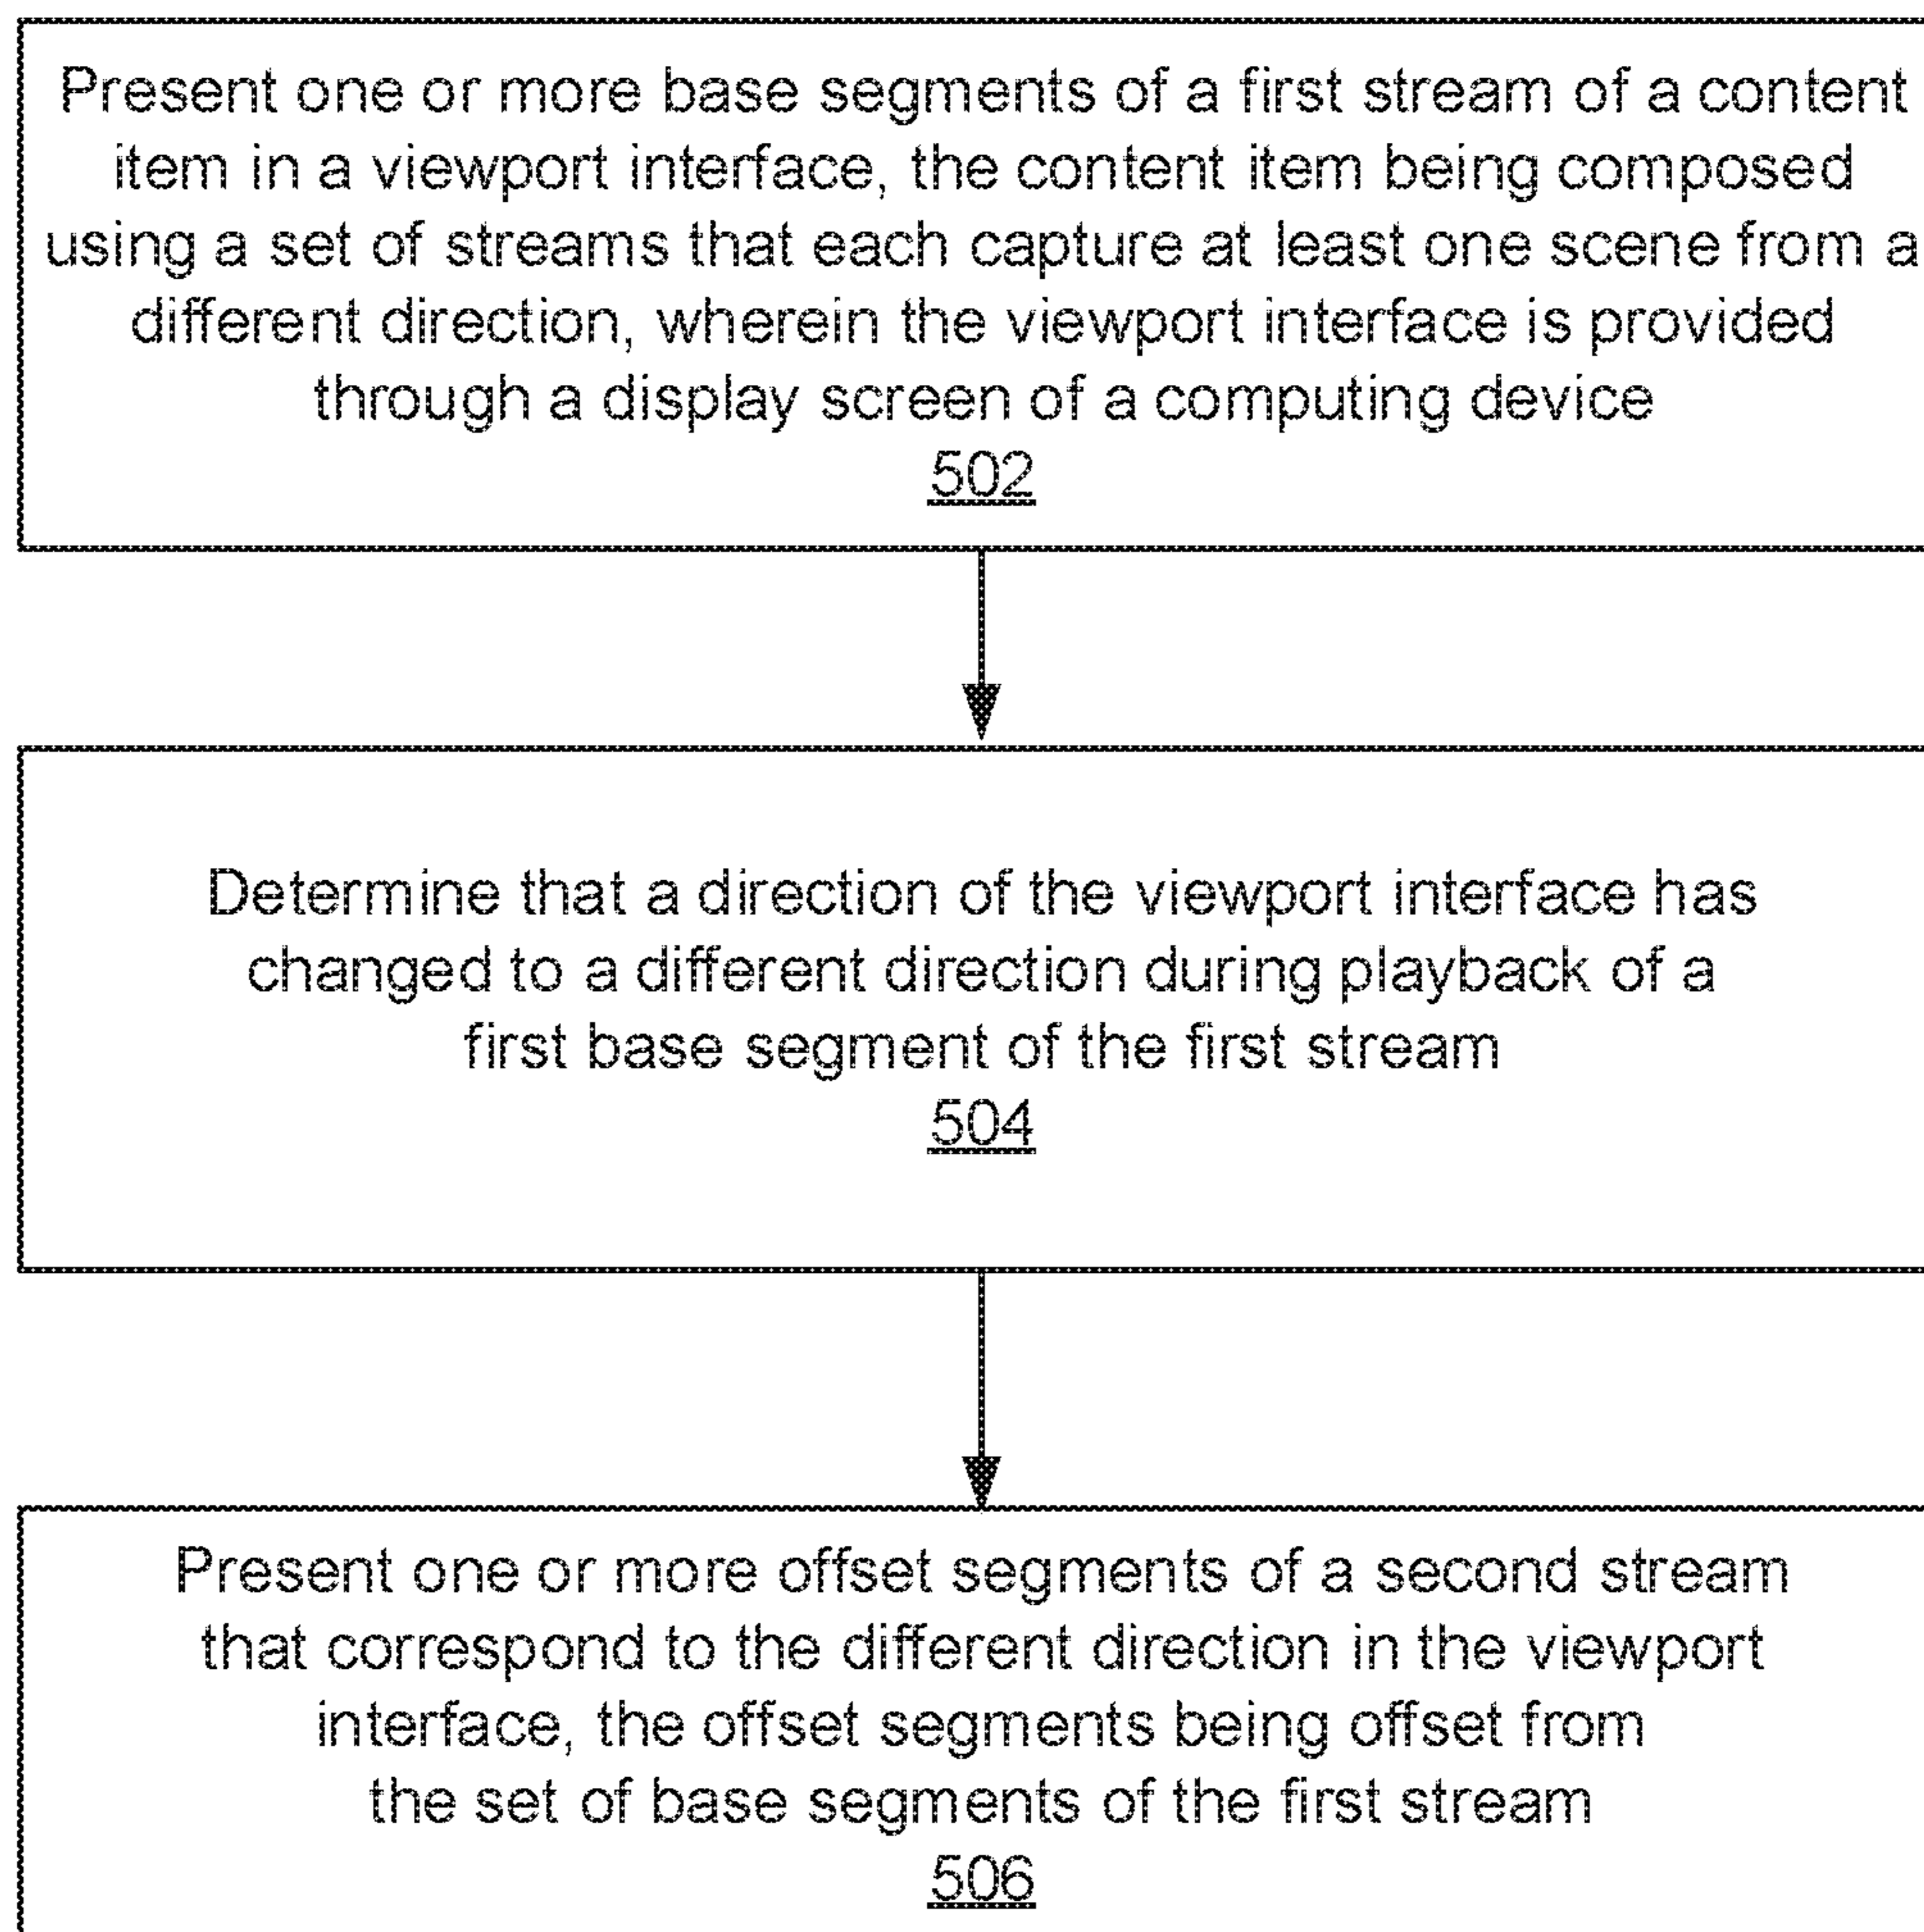 Present one or more base segments of a first stream of a content
item in a viewport interface, the content item being composed
using a set of streams that each capture at least one scene from a
different direction, wherein the viewport interface is provided
through a display screen of a computing device
502
Determine that a direction of the viewport interface has
changed to a different direction during playback of a
first base segment of the first stream
504
Present one or more offset segments of a second stream
that correspond to the different direction in the viewport
interface, the offset segments being offset from
the set of base segments of the first stream
506